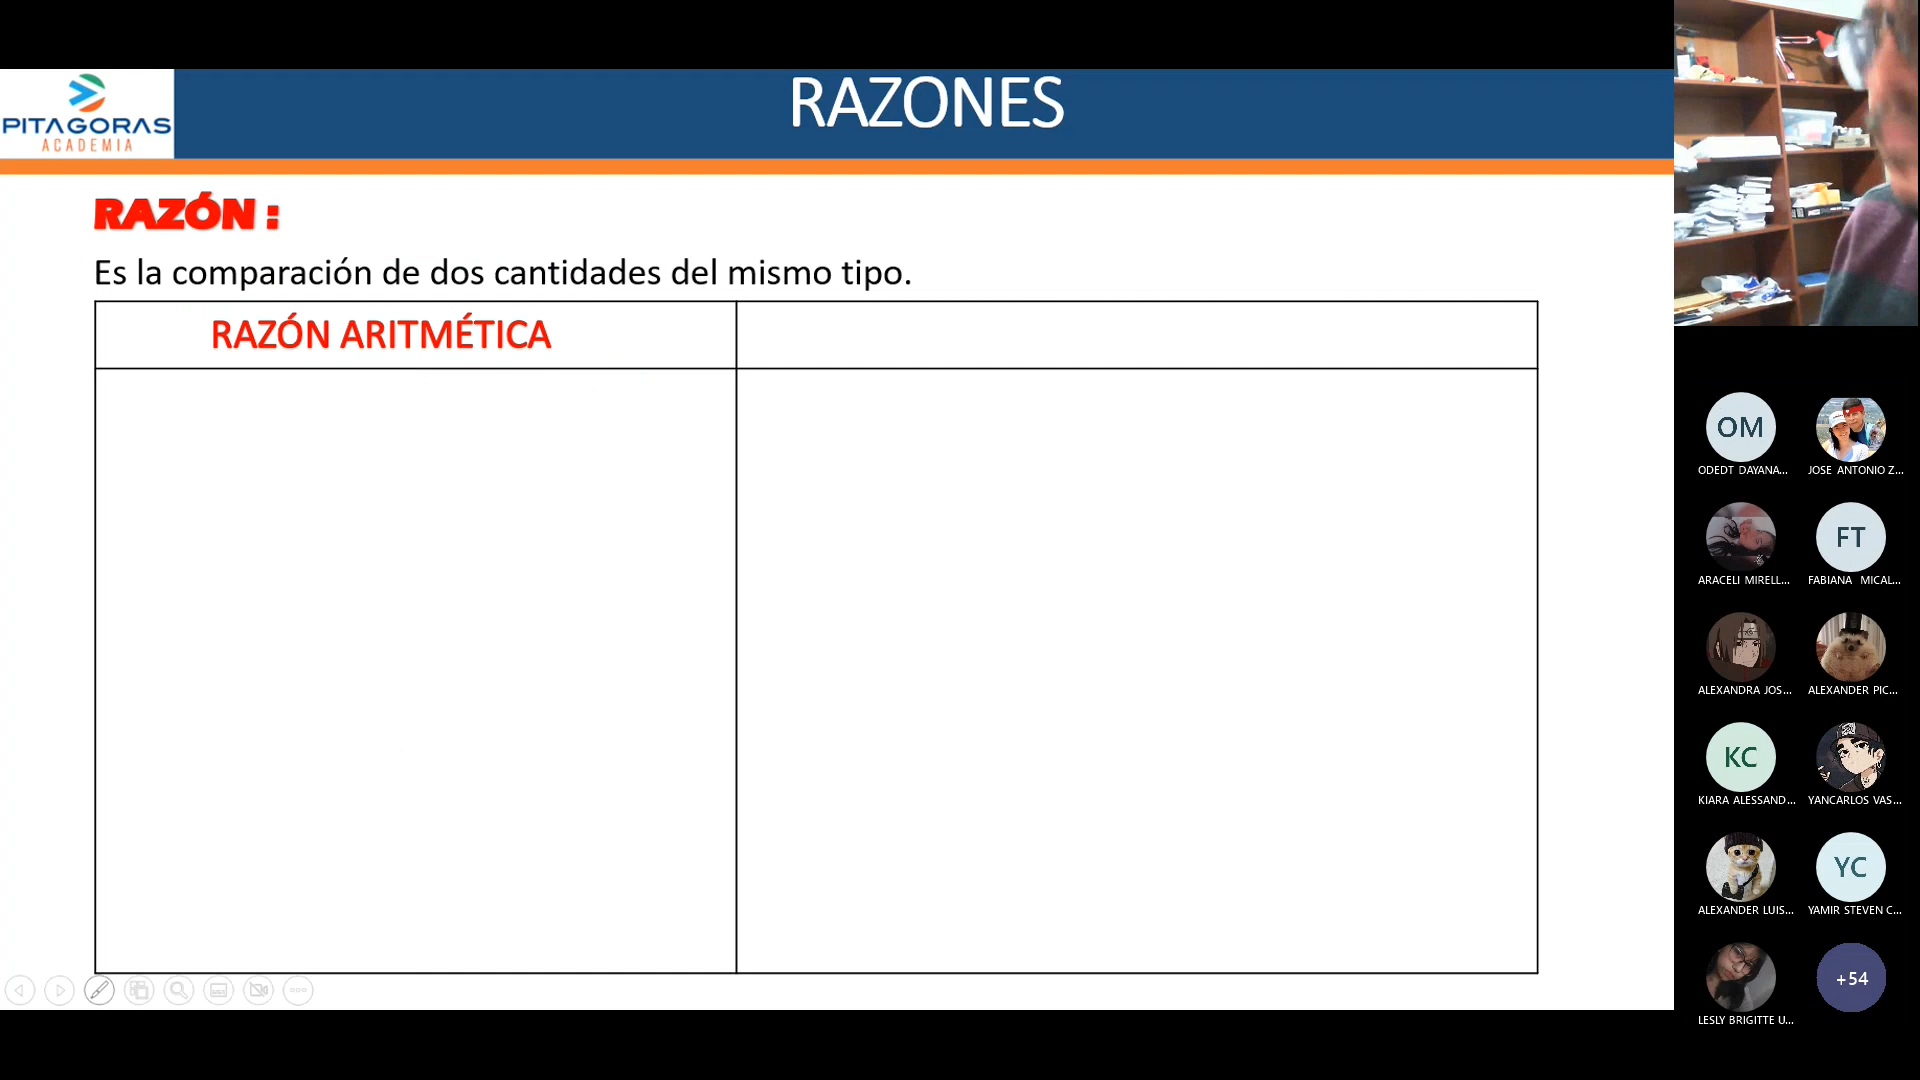 PITAGORAS
ACADEMIA
RAZONES
RAZÓN :
Es la comparación de dos cantidades del mismo tipo.
RAZÓN ARITMÉTICA
OM
ODEDT DAYANA...
JOSE ANTONIO Z...
ARACELI MIRELL...
FT
FABIANA MICAL...
ALEXANDRA JOS...
ALEXANDER PIC...
KC
KIARA ALESSAND...
YANCARLOS VAS...
ALEXANDER LUIS...
YC
YAMIR STEVEN C...
LESLY BRIGITTE U...
+54